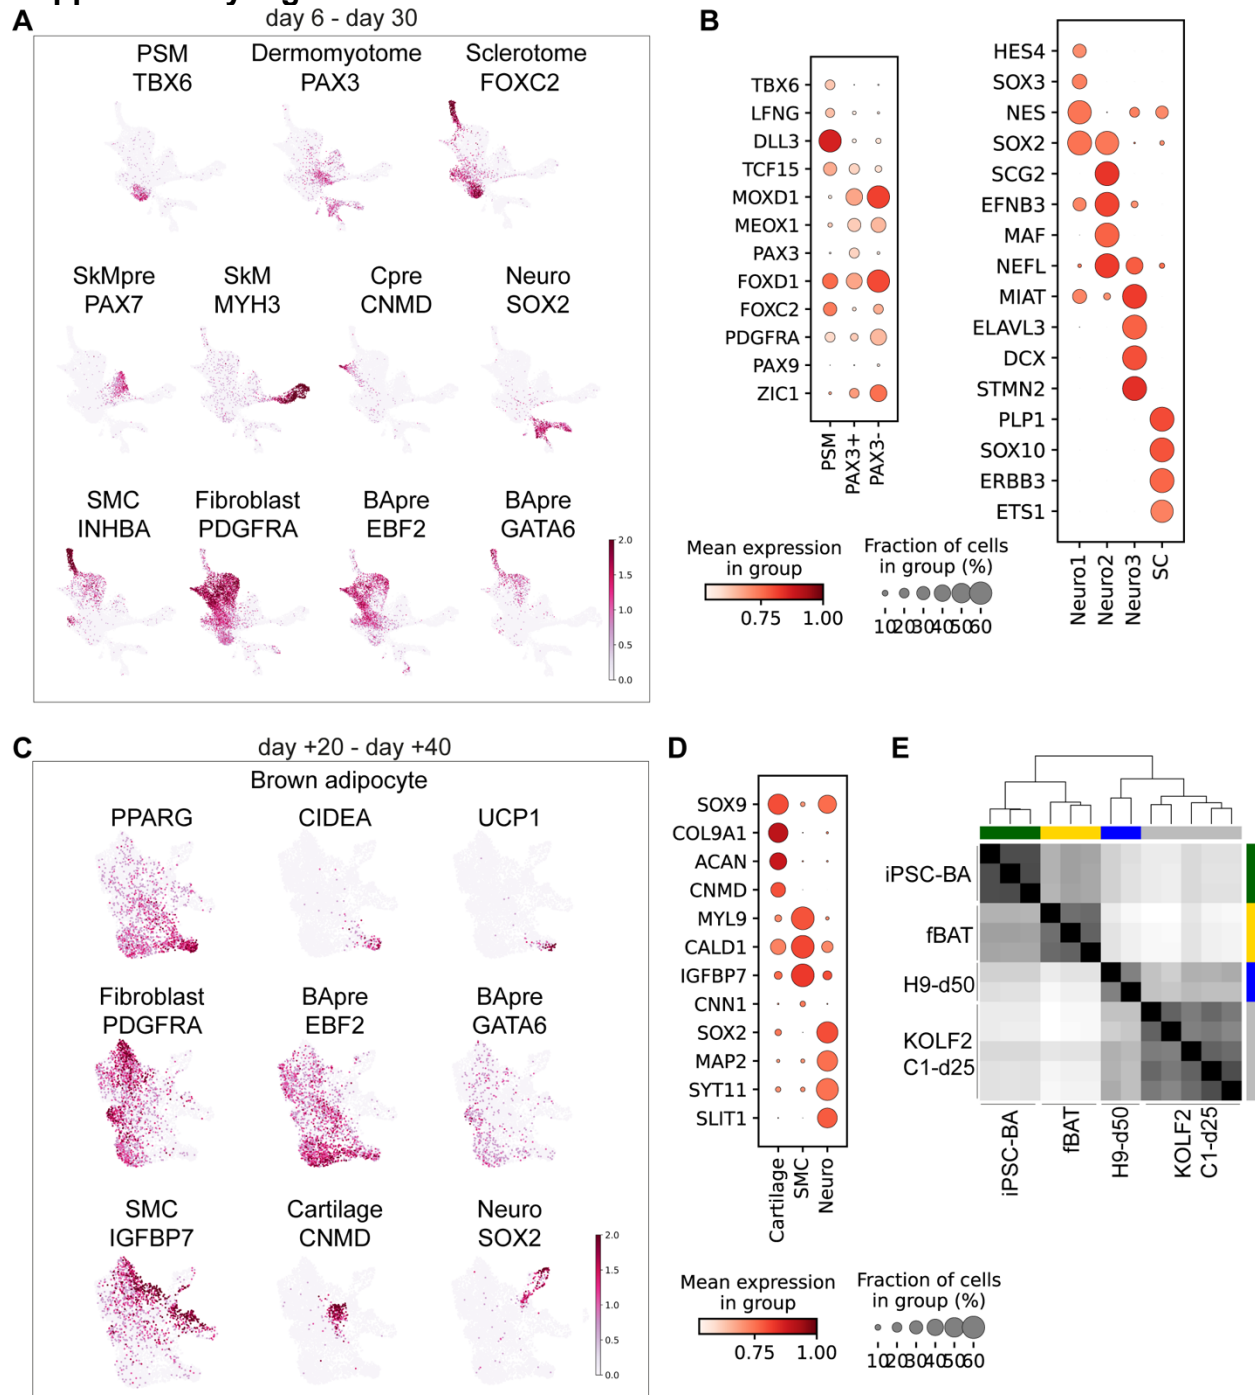 A
day 6 - day 30
PSM
TBX6
Dermomyotome
PAX3
Sclerotome
FOXC2
SkMpre
PAX7
SkM
MYH3
Cpre
CNMD
Neuro
SOX2
SMC
INHBA
Fibroblast
PDGFRA
BApre
EBF2
BApre
GATA6
2.0
1.5
1.0
0.5
0.0
B
TBX6
LFNG
DLL3
TCF15
MOXD1
MEOX1
PAX3
FOXD1
FOXC2
PDGFRA
PAX9
ZIC1
PSM
PAX3+
PAX3-
HES4
SOX3
NES
SOX2
SCG2
EFNB3
MAF
NEFL
MIAT
ELAVL3
DCX
STMN2
PLP1
SOX10
ERBB3
ETS1
Neuro1
Neuro2
Neuro3
SC
Mean expression
in group
0.75 1.00
Fraction of cells
in group (%)
10 20 30 40 50 60
C
day +20 - day +40
Brown adipocyte
PPARG
CIDEA
UCP1
Fibroblast
PDGFRA
BApre
EBF2
BApre
GATA6
SMC
IGFBP7
Cartilage
CNMD
Neuro
SOX2
2.0
1.5
1.0
0.5
0.0
D
SOX9
COL9A1
ACAN
CNMD
MYL9
CALD1
IGFBP7
CNN1
SOX2
MAP2
SYT11
SLIT1
Cartilage
SMC
Neuro
Mean expression
in group
0.75 1.00
Fraction of cells
in group (%)
10 20 30 40 50 60
E
iPSC-BA
fBAT
H9-d50
KOLF2
C1-d25
iPSC-BA
fBAT
H9-d50
KOLF2
C1-d25